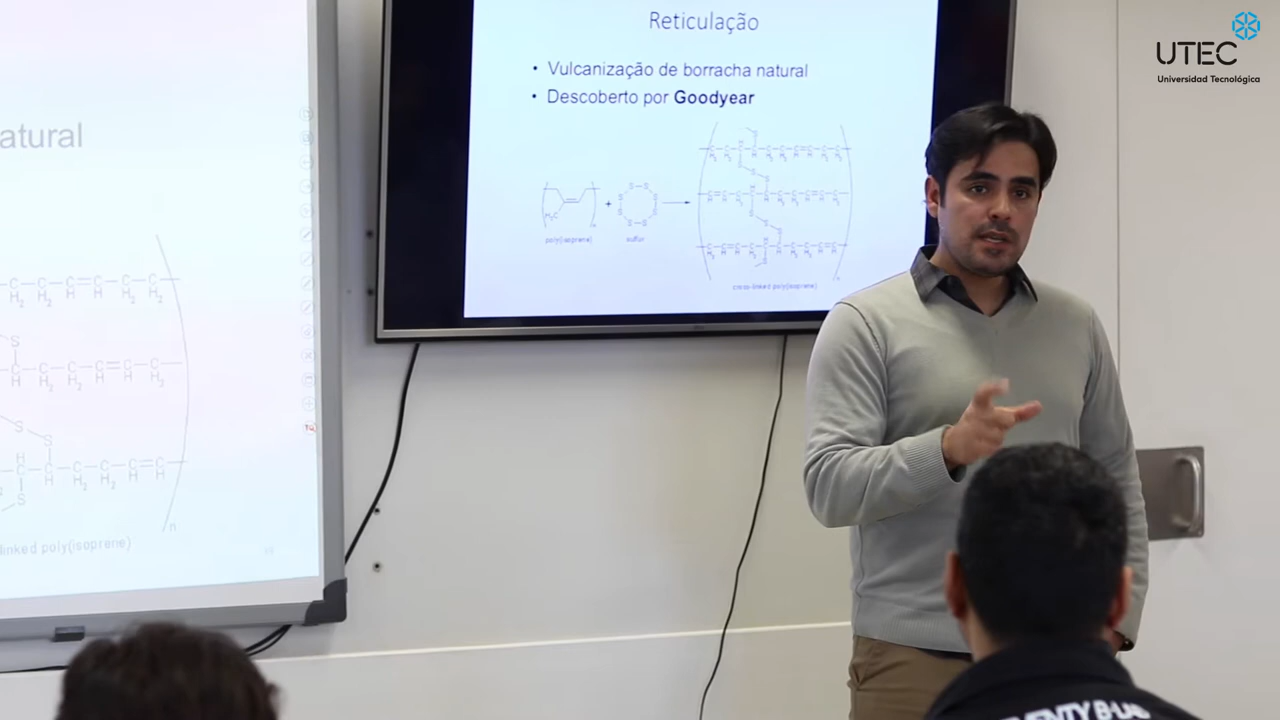 UTEC
Universidad Tecnológica
Reticulação
• Vulcanização de borracha natural
• Descoberto por Goodyear
poly(isoprene)
+
sulfur
cross-linked poly(isoprene)
atural
linked poly(isoprene)